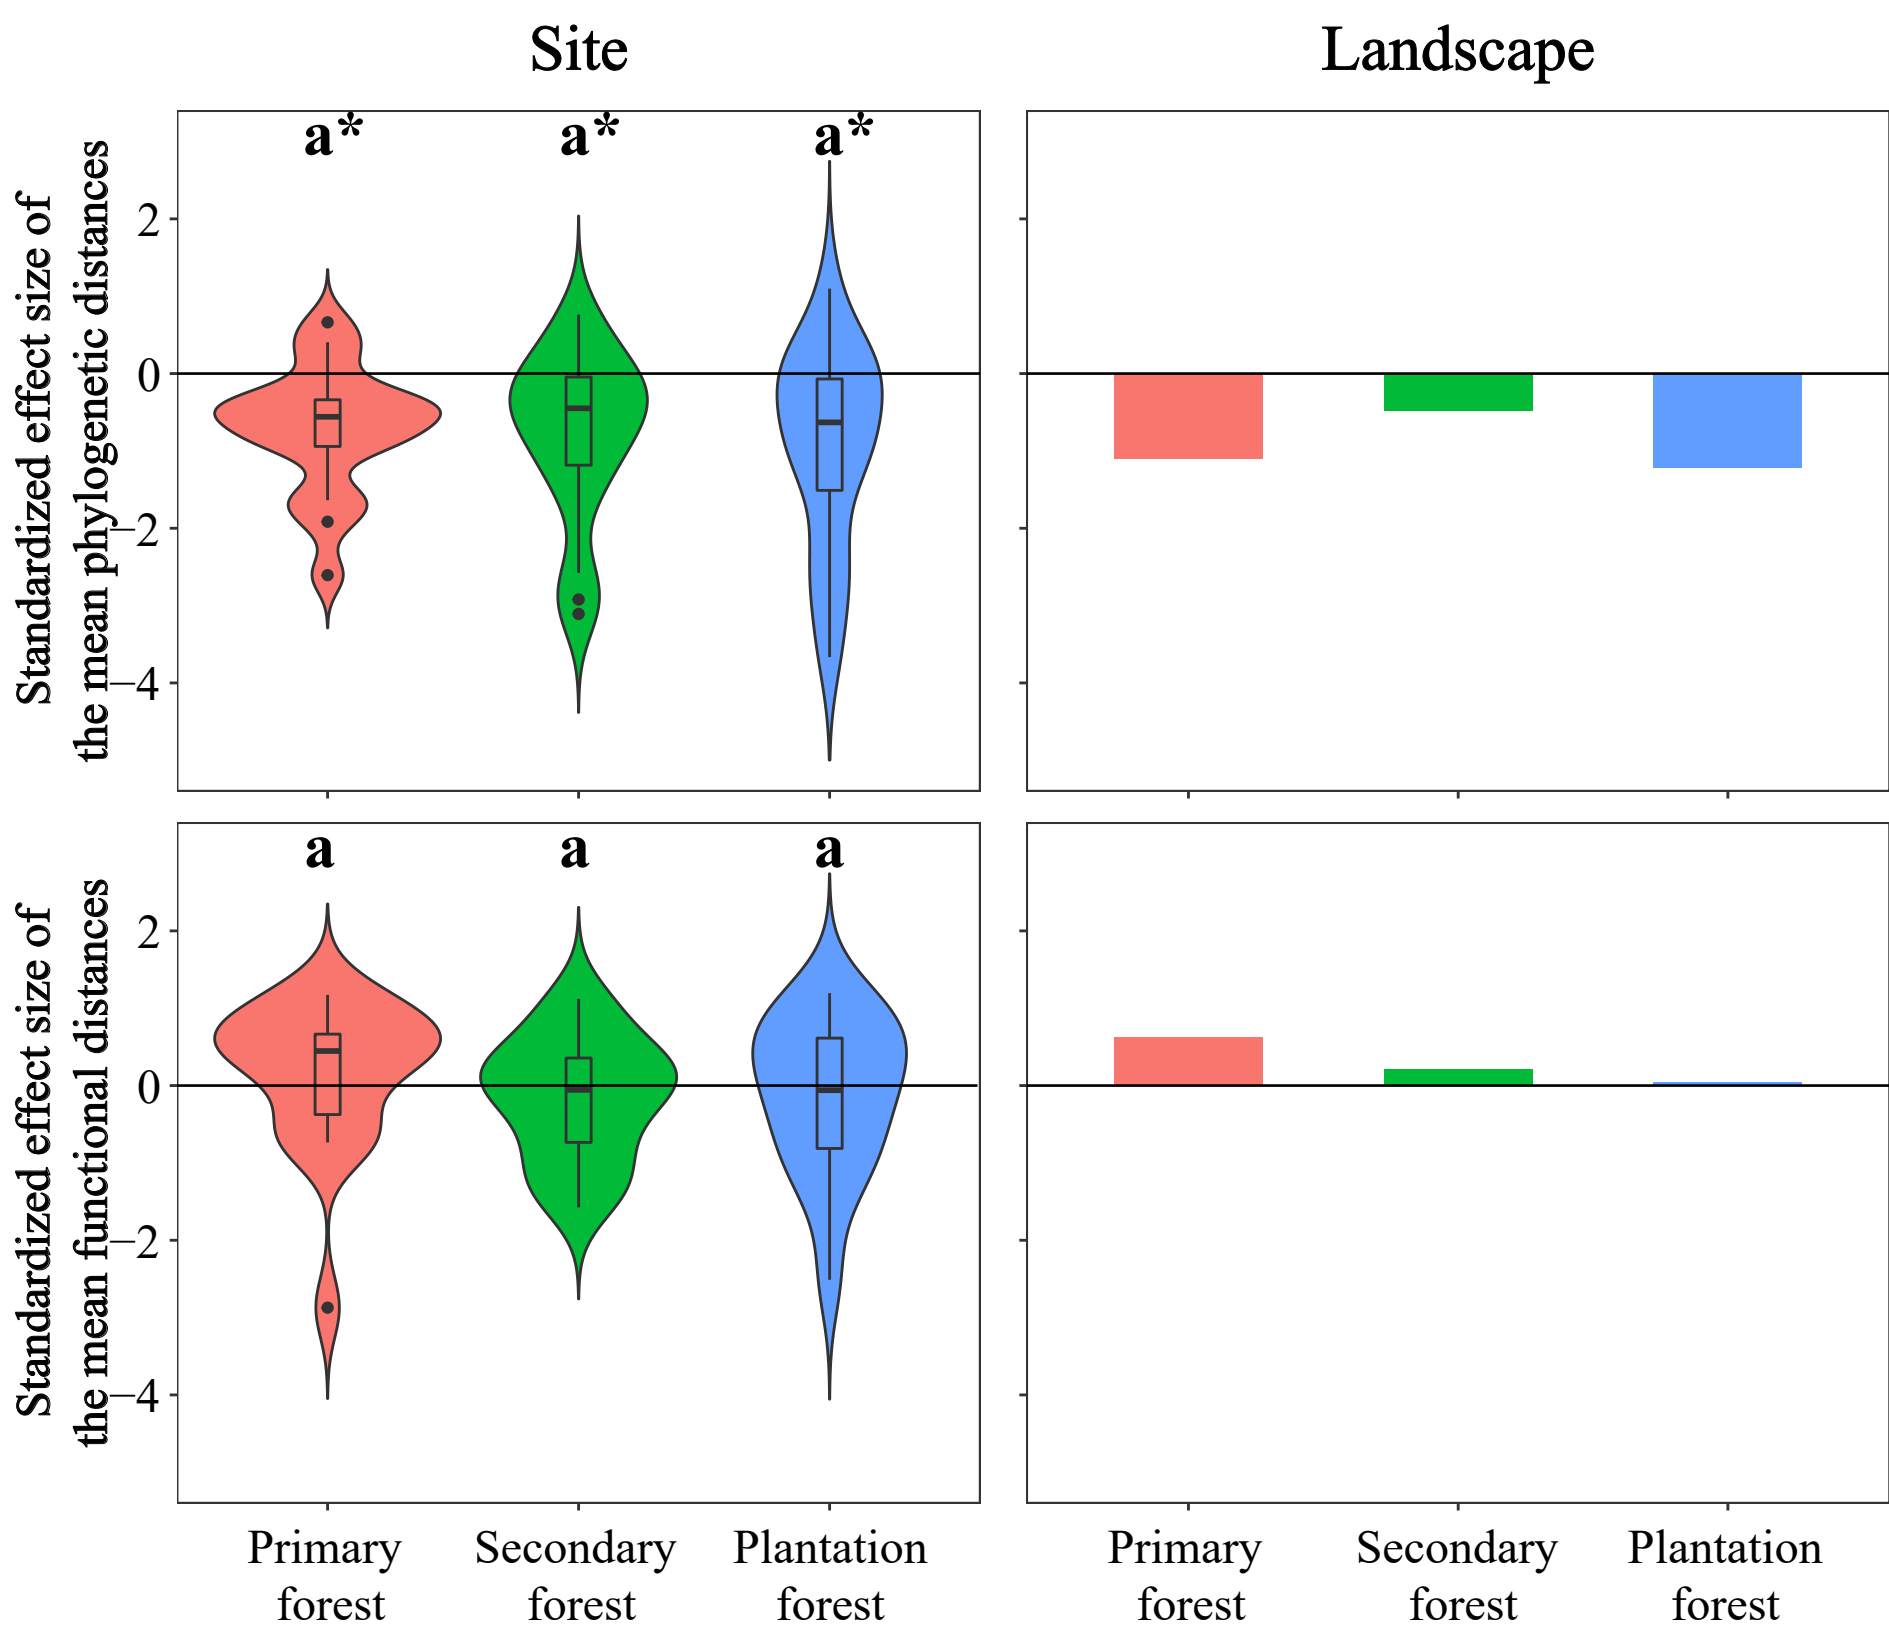 Site
Landscape
Standardized effect size of
the mean phylogenetic distances
a*
a*
a*
2
0
−2
−4
Standardized effect size of
the mean functional distances
a
a
a
2
0
−2
−4
Primary
forest
Secondary
forest
Plantation
forest
Primary
forest
Secondary
forest
Plantation
forest